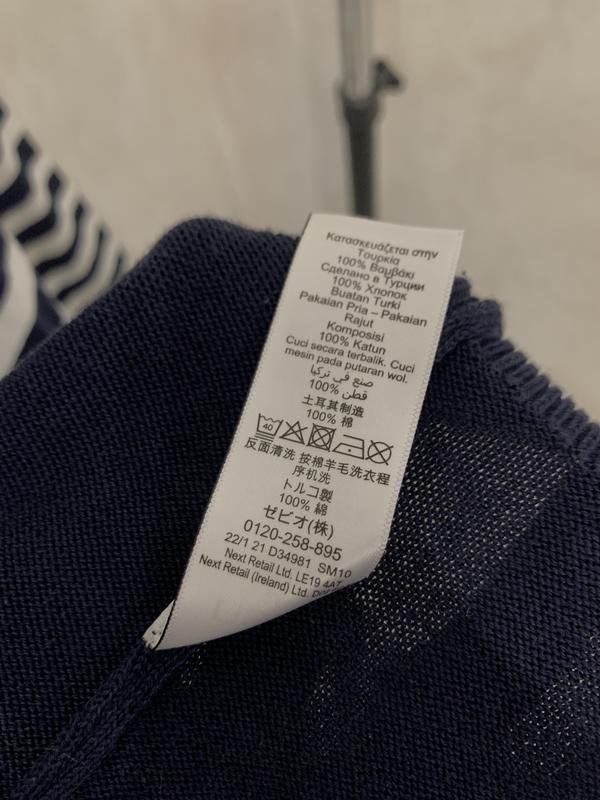 Κατασκευάζεται στην
Τουρκία
100% Βαμβάκι
Сделано в Турции
100% Хлопок
Buatan Turki
Pakaian Pria – Pakaian
Rajut
Komposisi
100% Katun
Cuci secara terbalik. Cuci
mesin pada putaran wol.
صنع في تركيا
100% قطن
土耳其制造
100% 棉
40
反面清洗 按棉羊毛洗衣程
序机洗
トルコ製
100% 綿
ゼビオ(株)
0120-258-895
22/1 21 D34981 SM10
Next Retail Ltd. LE19 4AT
Next Retail (Ireland) Ltd.